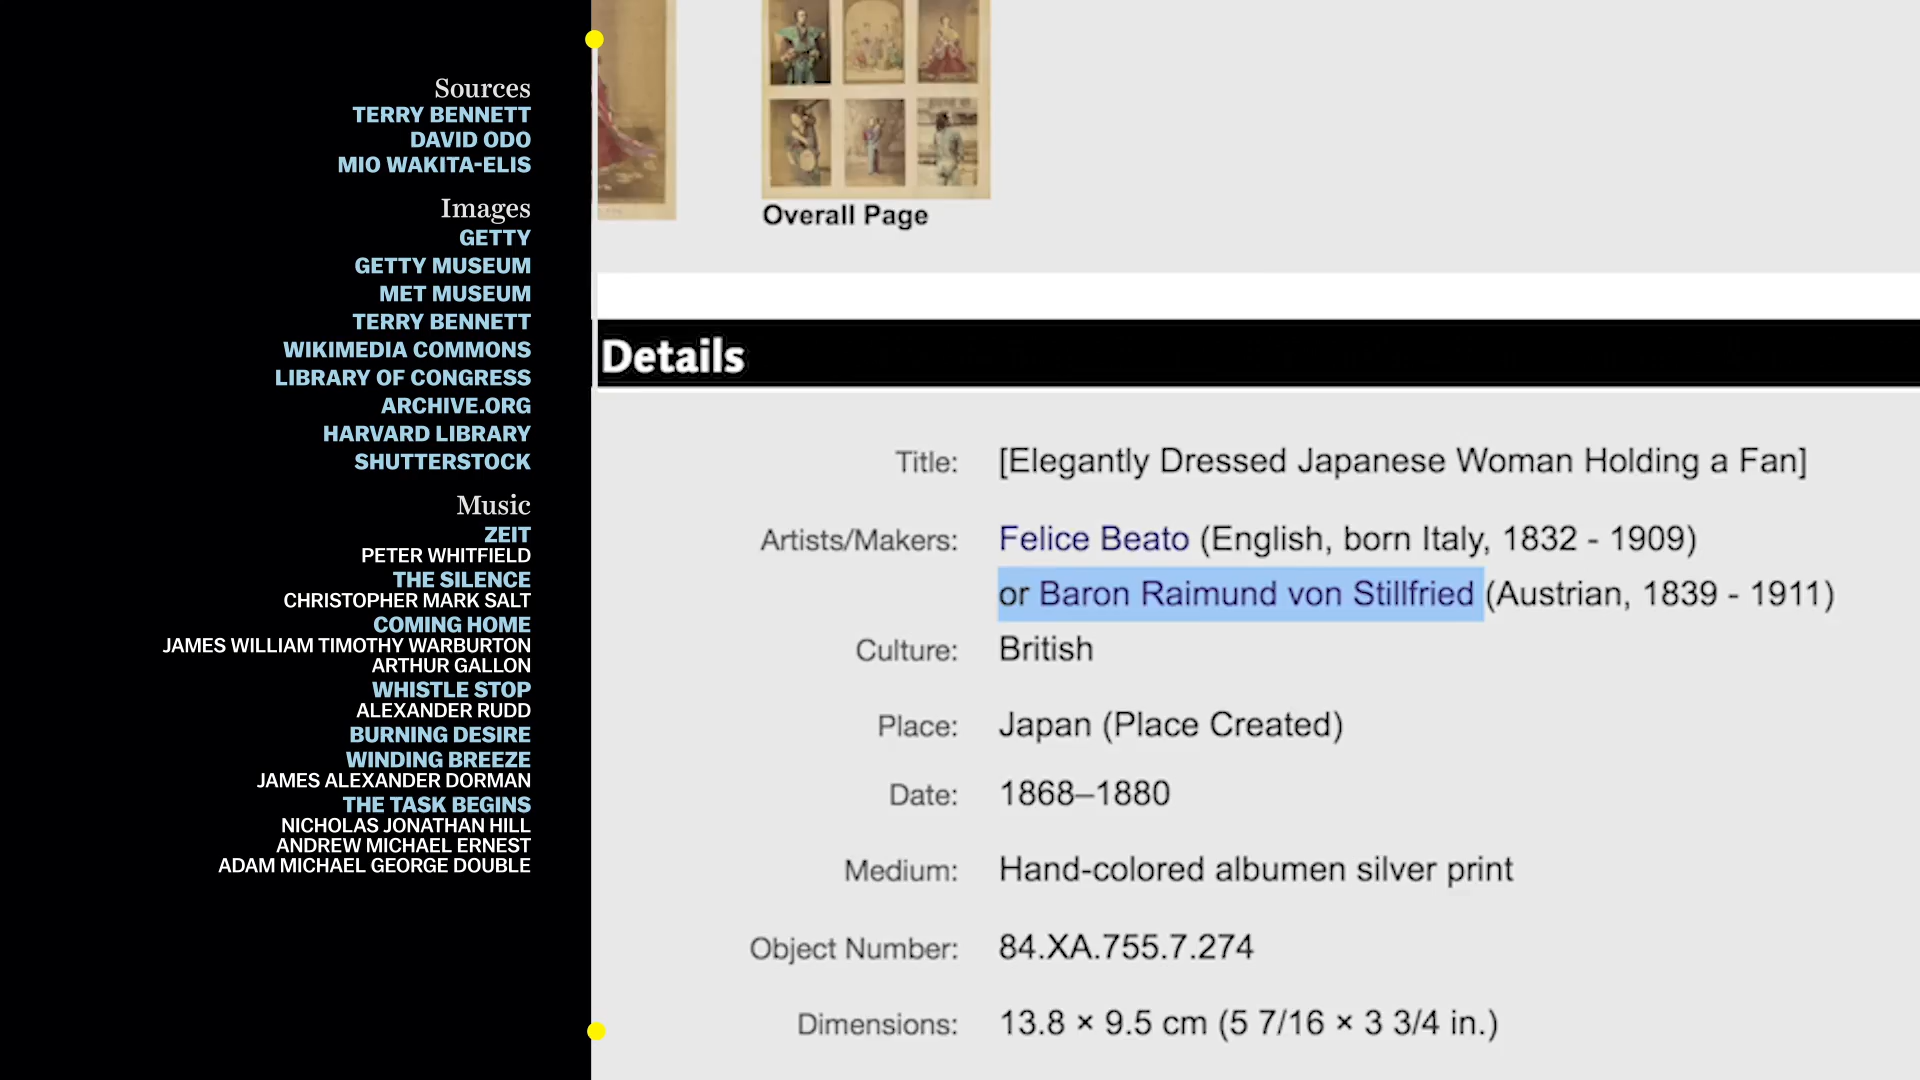 Sources
TERRY BENNETT
DAVID ODO
MIO WAKITA-ELIS
Images
GETTY
GETTY MUSEUM
MET MUSEUM
TERRY BENNETT
WIKIMEDIA COMMONS
LIBRARY OF CONGRESS
ARCHIVE.ORG
HARVARD LIBRARY
SHUTTERSTOCK
Music
ZEIT
PETER WHITFIELD
THE SILENCE
CHRISTOPHER MARK SALT
COMING HOME
JAMES WILLIAM TIMOTHY WARBURTON
ARTHUR GALLON
WHISTLE STOP
ALEXANDER RUDD
BURNING DESIRE
WINDING BREEZE
JAMES ALEXANDER DORMAN
THE TASK BEGINS
NICHOLAS JONATHAN HILL
ANDREW MICHAEL ERNEST
ADAM MICHAEL GEORGE DOUBLE
Overall Page
Details
Title: [Elegantly Dressed Japanese Woman Holding a Fan]
Artists/Makers: Felice Beato (English, born Italy, 1832 - 1909)
or Baron Raimund von Stillfried (Austrian, 1839 - 1911)
Culture: British
Place: Japan (Place Created)
Date: 1868–1880
Medium: Hand-colored albumen silver print
Object Number: 84.XA.755.7.274
Dimensions: 13.8 × 9.5 cm (5 7/16 × 3 3/4 in.)